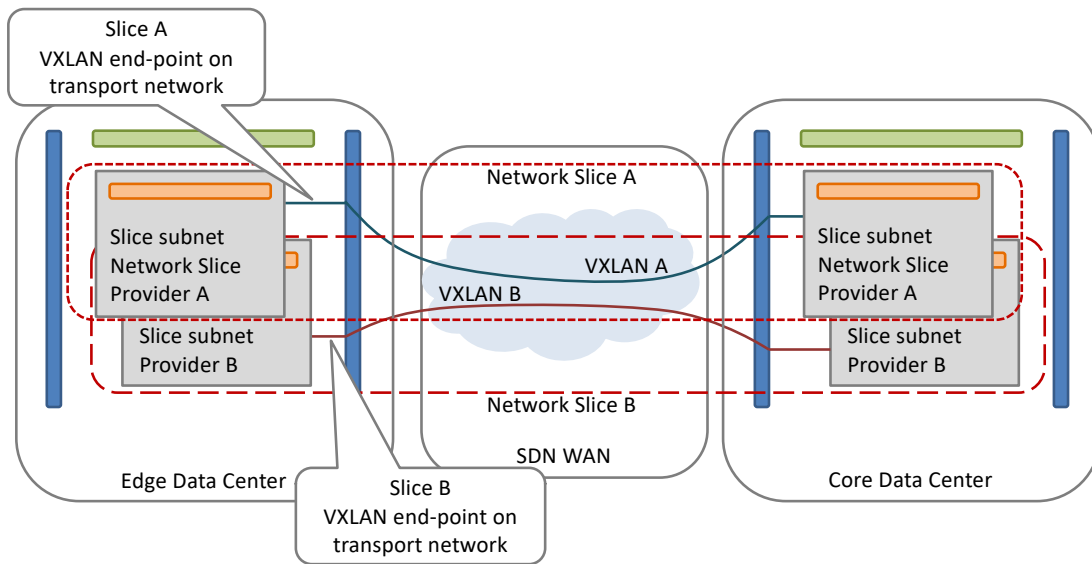 Slice A
VXLAN end-point on
transport network
Network Slice A
Slice subnet
Network Slice
Provider A
Slice subnet
Network Slice
Provider A
VXLAN A
VXLAN B
Slice subnet
Provider B
Slice subnet
Provider B
Network Slice B
SDN WAN
Edge Data Center
Core Data Center
Slice B
VXLAN end-point on
transport network